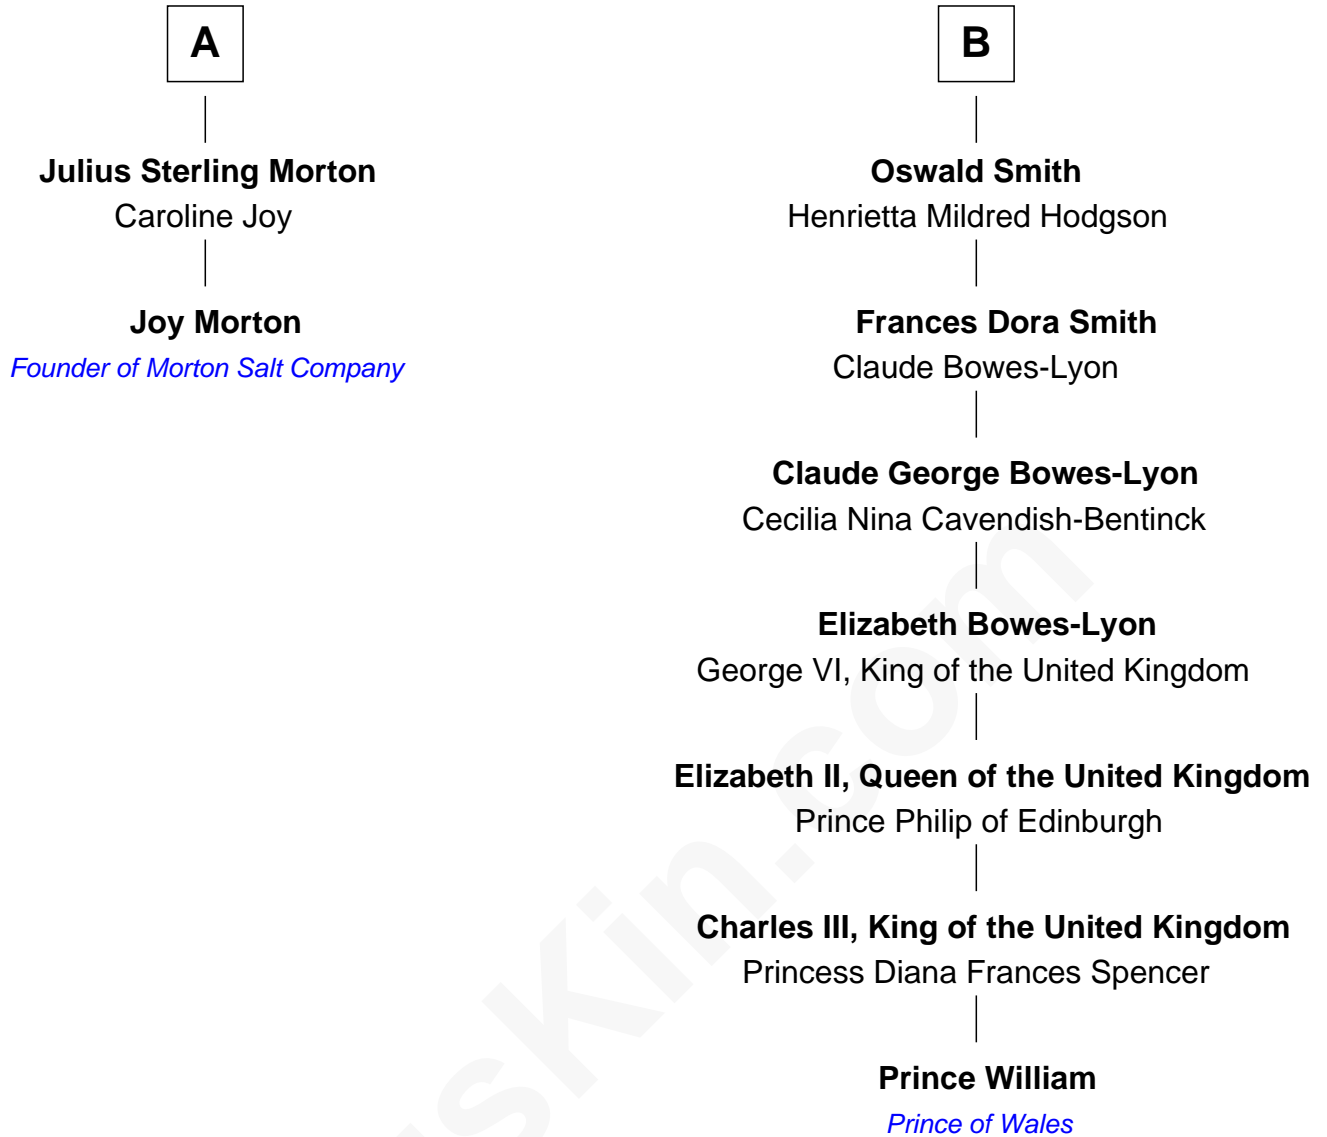 A
Julius Sterling Morton
Caroline Joy
Joy Morton
Founder of Morton Salt Company
B
Oswald Smith
Henrietta Mildred Hodgson
Frances Dora Smith
Claude Bowes-Lyon
Claude George Bowes-Lyon
Cecilia Nina Cavendish-Bentinck
Elizabeth Bowes-Lyon
George VI, King of the United Kingdom
Elizabeth II, Queen of the United Kingdom
Prince Philip of Edinburgh
Charles III, King of the United Kingdom
Princess Diana Frances Spencer
Prince William
Prince of Wales